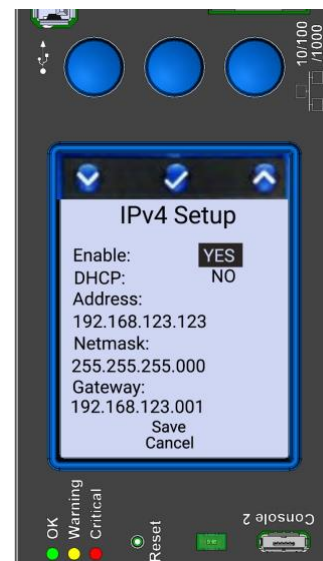 10/100
/1000
IPv4 Setup
Enable: YES
DHCP: NO
Address:
192.168.123.123
Netmask:
255.255.255.000
Gateway:
192.168.123.001
Save
Cancel
OK
Warning
Critical
Reset
Console 2